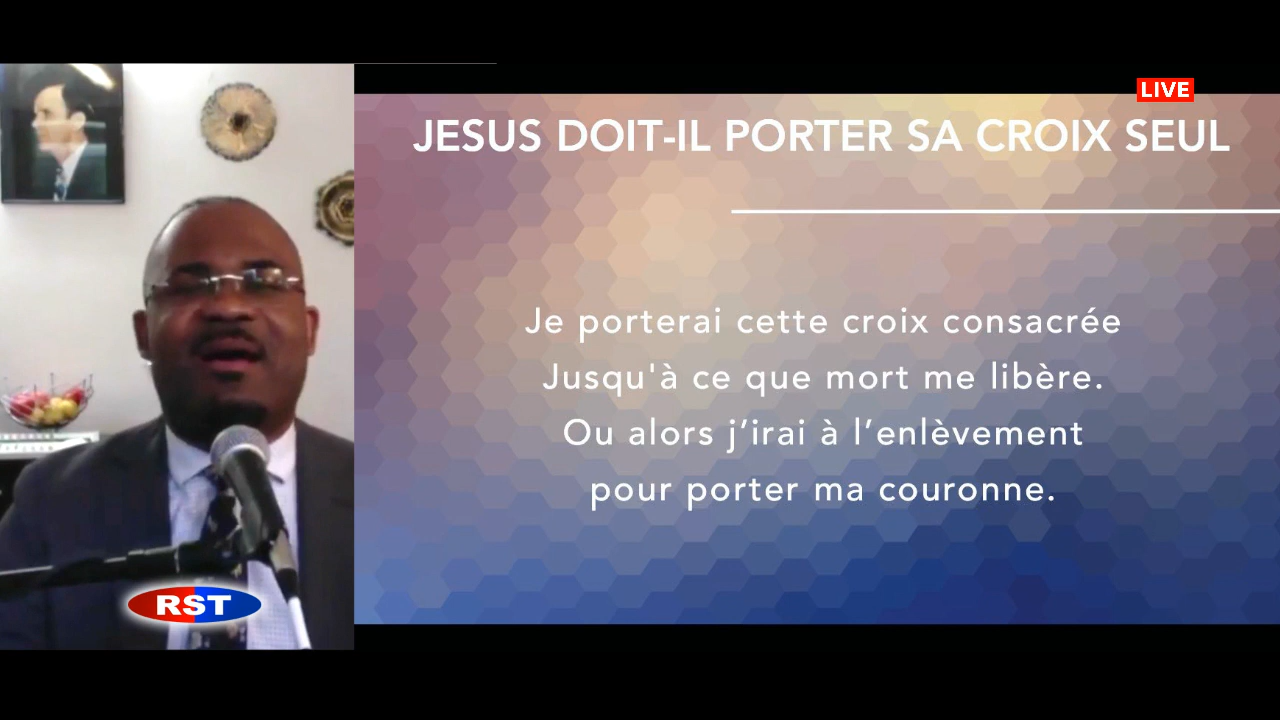 LIVE
JESUS DOIT-IL PORTER SA CROIX SEUL
Je porterai cette croix consacrée
Jusqu'à ce que mort me libère.
Ou alors j’irai à l’enlèvement
pour porter ma couronne.
RST